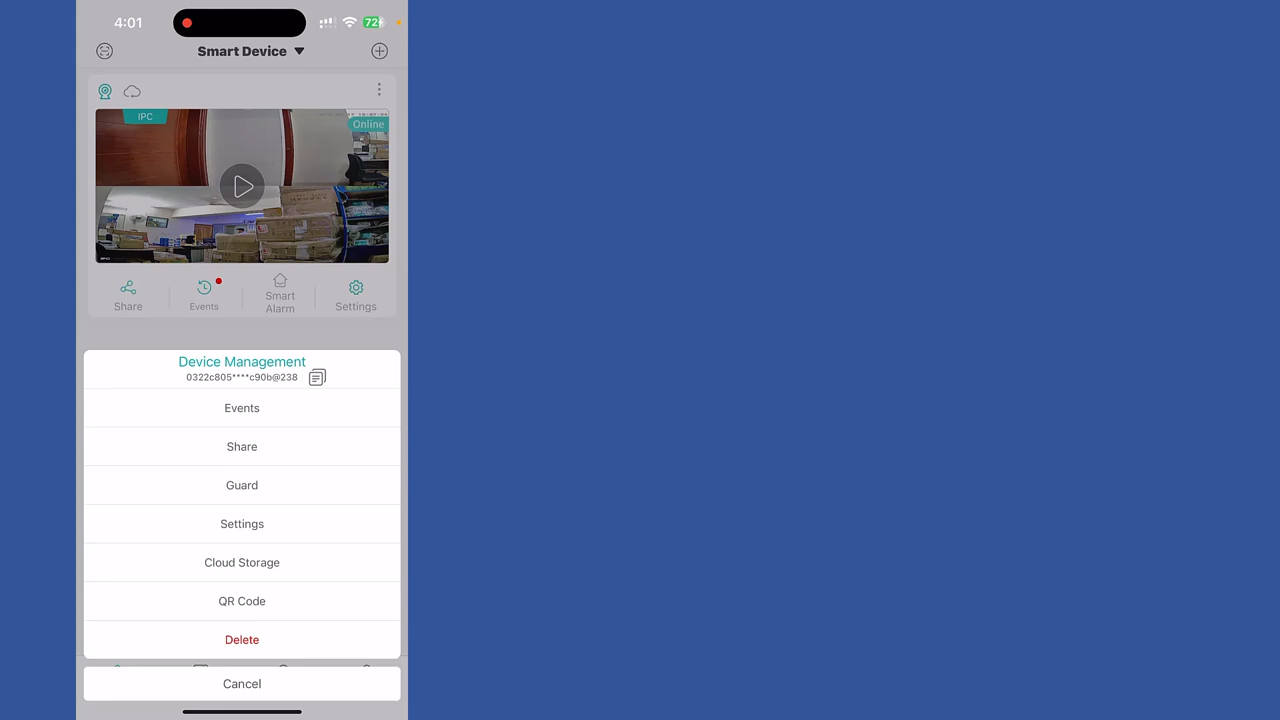 4:01
72
Smart Device
IPC
Online
Share
Events
Smart
Alarm
Settings
Device Management
0322c805****c90b@238
Events
Share
Guard
Settings
Cloud Storage
QR Code
Delete
Cancel